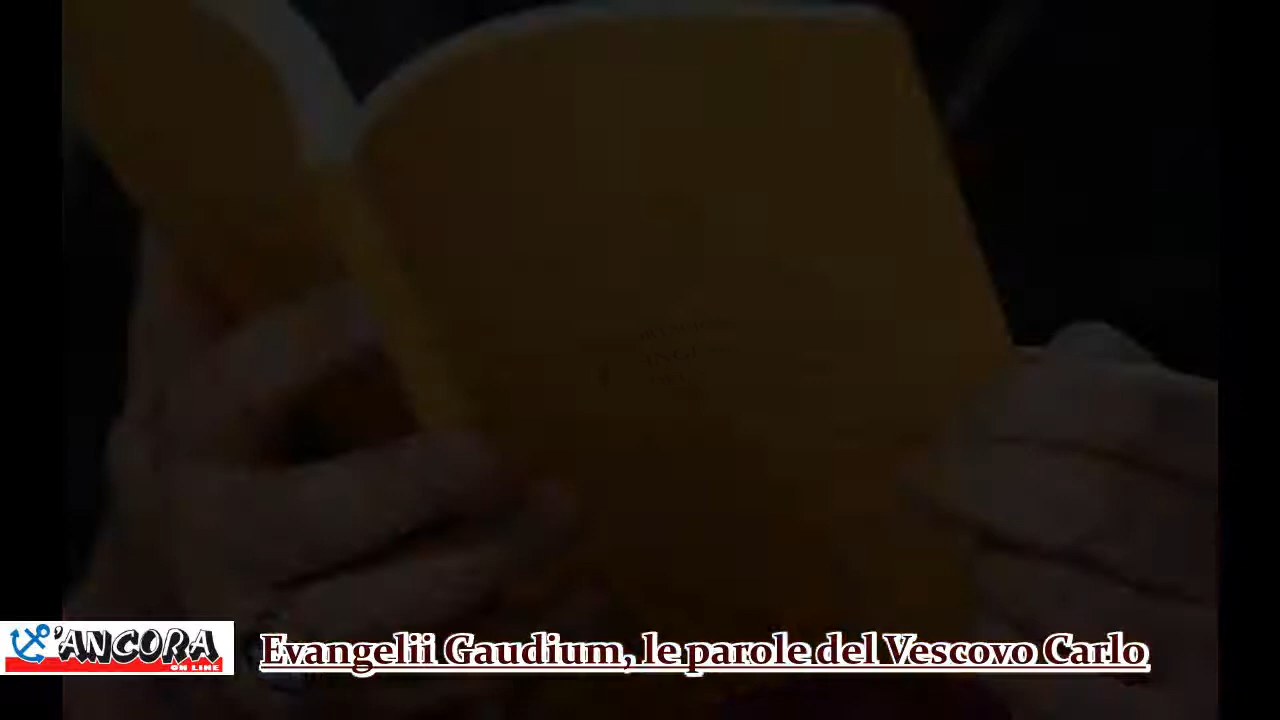 'ANCORA
ON LINE
Evangelii Gaudium, le parole del Vescovo Carlo